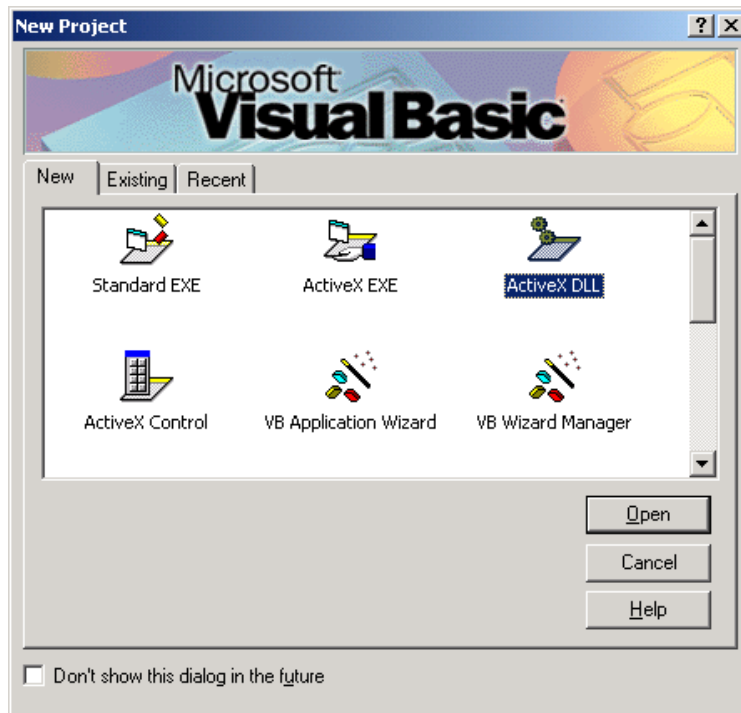 New Project
Microsoft
Visual Basic
New Existing Recent
Standard EXE ActiveX EXE ActiveX DLL
ActiveX Control VB Application Wizard VB Wizard Manager
Open
Cancel
Help
Don't show this dialog in the future